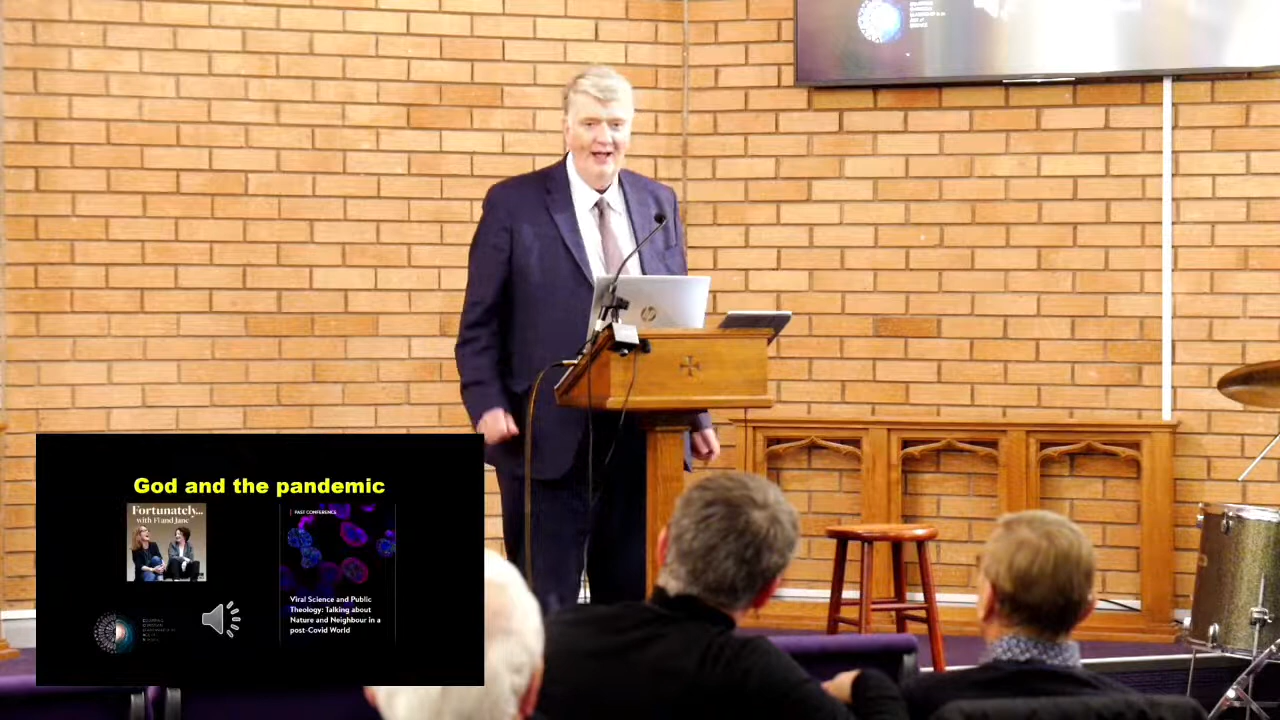 God and the pandemic
Fortunately...
with Fi and Jane
PAST CONFERENCE
Viral Science and Public
Theology: Talking about
Nature and Neighbour in a
post-Covid World
hp